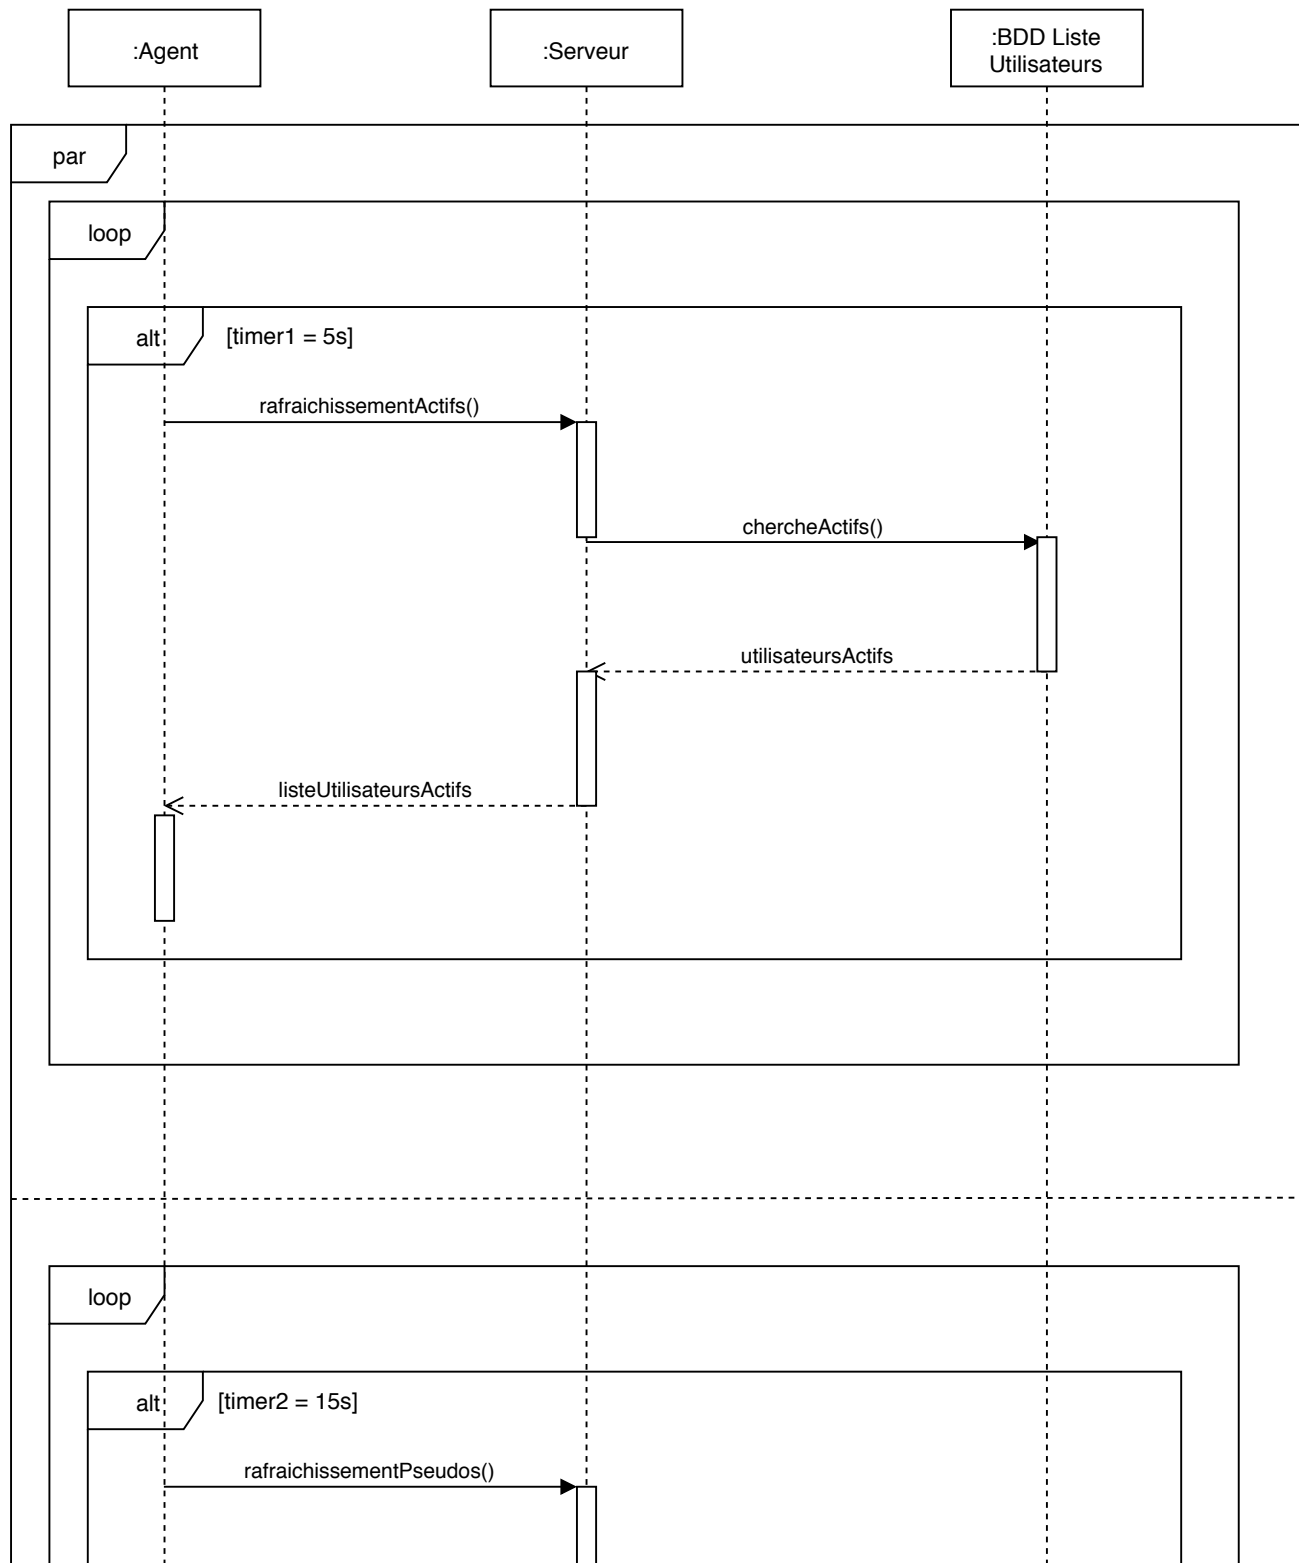 :Agent
:Serveur
:BDD Liste
Utilisateurs
par
loop
alt
[timer1 = 5s]
rafraichissementActifs()
chercheActifs()
utilisateursActifs
listeUtilisateursActifs
loop
alt
[timer2 = 15s]
rafraichissementPseudos()